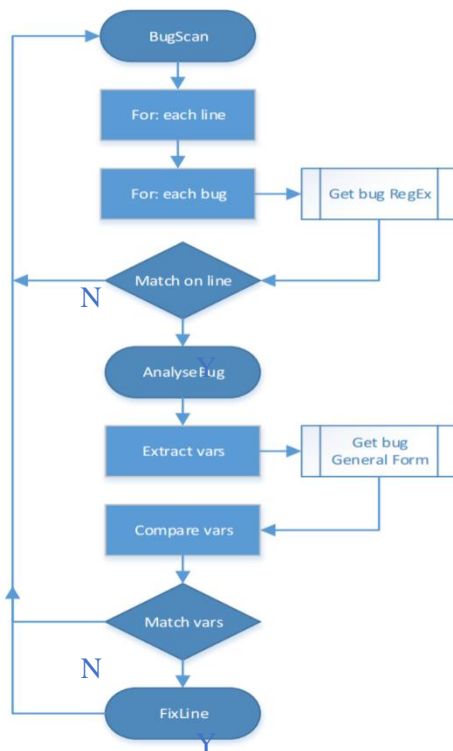 BugScan
For: each line
For: each bug
Get bug RegEx
Match on line
N
Y
AnalyseBug
Extract vars
Get bug
General Form
Compare vars
Match vars
N
FixLine
Y